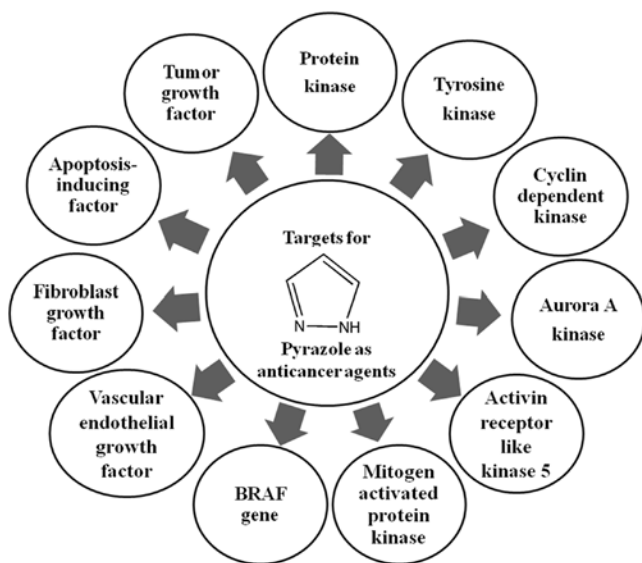 Protein
kinase
Tyrosine
kinase
Cyclin
dependent
kinase
Aurora A
kinase
Activin
receptor
like
kinase 5
Mitogen
activated
protein
kinase
BRAF
gene
Vascular
endothelial
growth
factor
Fibroblast
growth
factor
Apoptosis-
inducing
factor
Tumor
growth
factor
Targets for
N
NH
Pyrazole as
anticancer agents